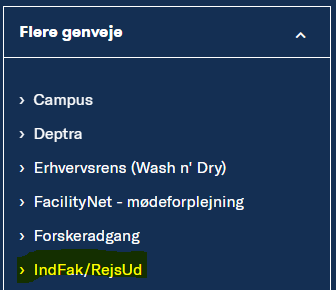 Flere genveje
› Campus
› Deptra
› Erhvervsrens (Wash n' Dry)
› FacilityNet - mødeforplejning
› Forskeradgang
› IndFak/RejsUd